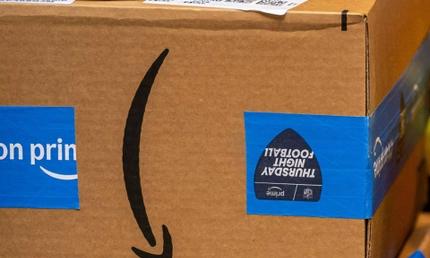 on prim
THURSDAY
NIGHT
FOOTBALL
prime